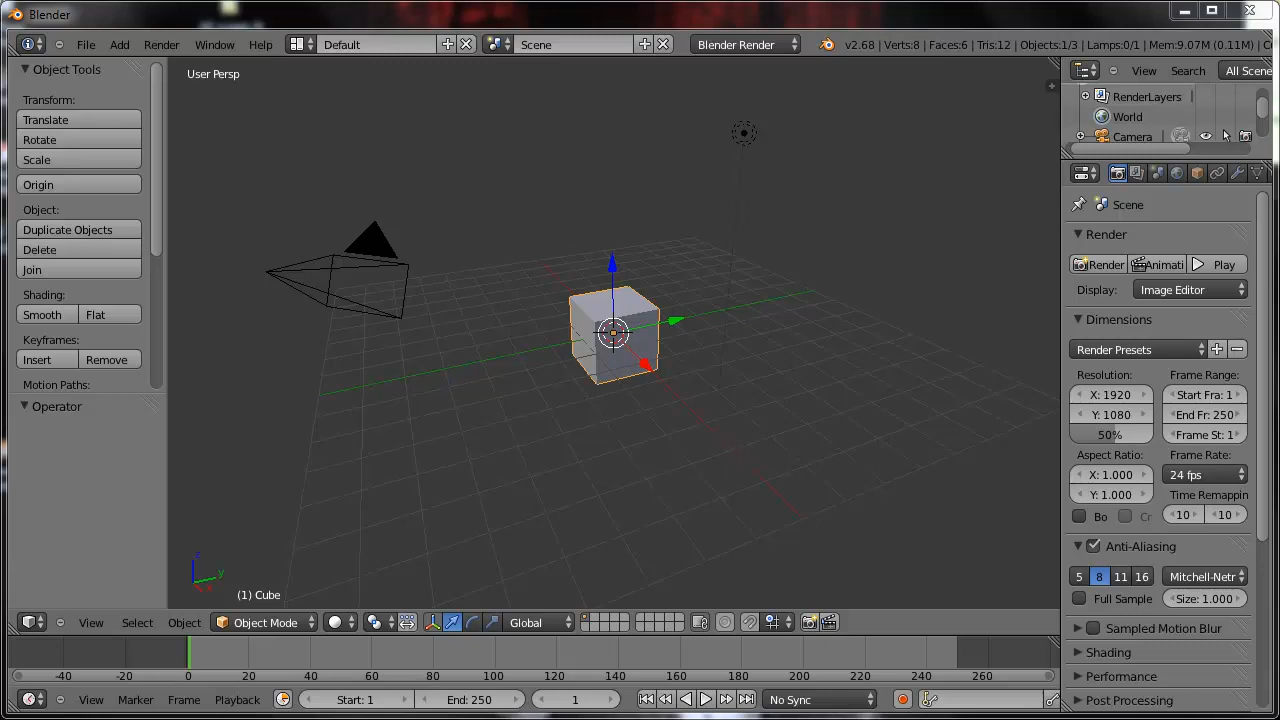 Blender
File Add Render Window Help Default Scene Blender Render v2.68 | Verts:8 | Faces:6 | Tris:12 | Objects:1/3 | Lamps:0/1 | Mem:9.07M (0.11M) | Cu
Object Tools
Transform:
Translate
Rotate
Scale
Origin
Object:
Duplicate Objects
Delete
Join
Shading:
Smooth Flat
Keyframes:
Insert Remove
Motion Paths:
Operator
User Persp
z
y
x
(1) Cube
View Select Object Object Mode Global
-40 -20 0 20 40 60 80 100 120 140 160 180 200 220 240 260
View Marker Frame Playback Start: 1 End: 250 1 No Sync
View Search All Scene
RenderLayers
World
Camera
Scene
Render
Render Animati Play
Display: Image Editor
Dimensions
Render Presets
Resolution: Frame Range:
X: 1920 Start Fra: 1
Y: 1080 End Fr: 250
50% Frame St: 1
Aspect Ratio: Frame Rate:
X: 1.000 24 fps
Y: 1.000 Time Remappin
Bo Cr 10 10
Anti-Aliasing
5 8 11 16 Mitchell-Netr
Full Sample Size: 1.000
Sampled Motion Blur
Shading
Performance
Post Processing